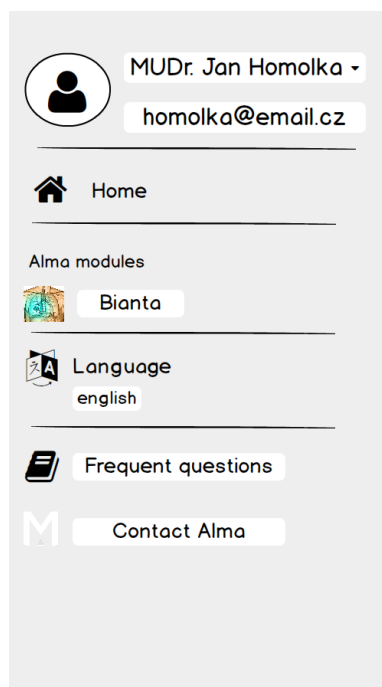 MUDr. Jan Homolka
homolka@email.cz
Home
Alma modules
Bianta
Language
english
Frequent questions
M
Contact Alma